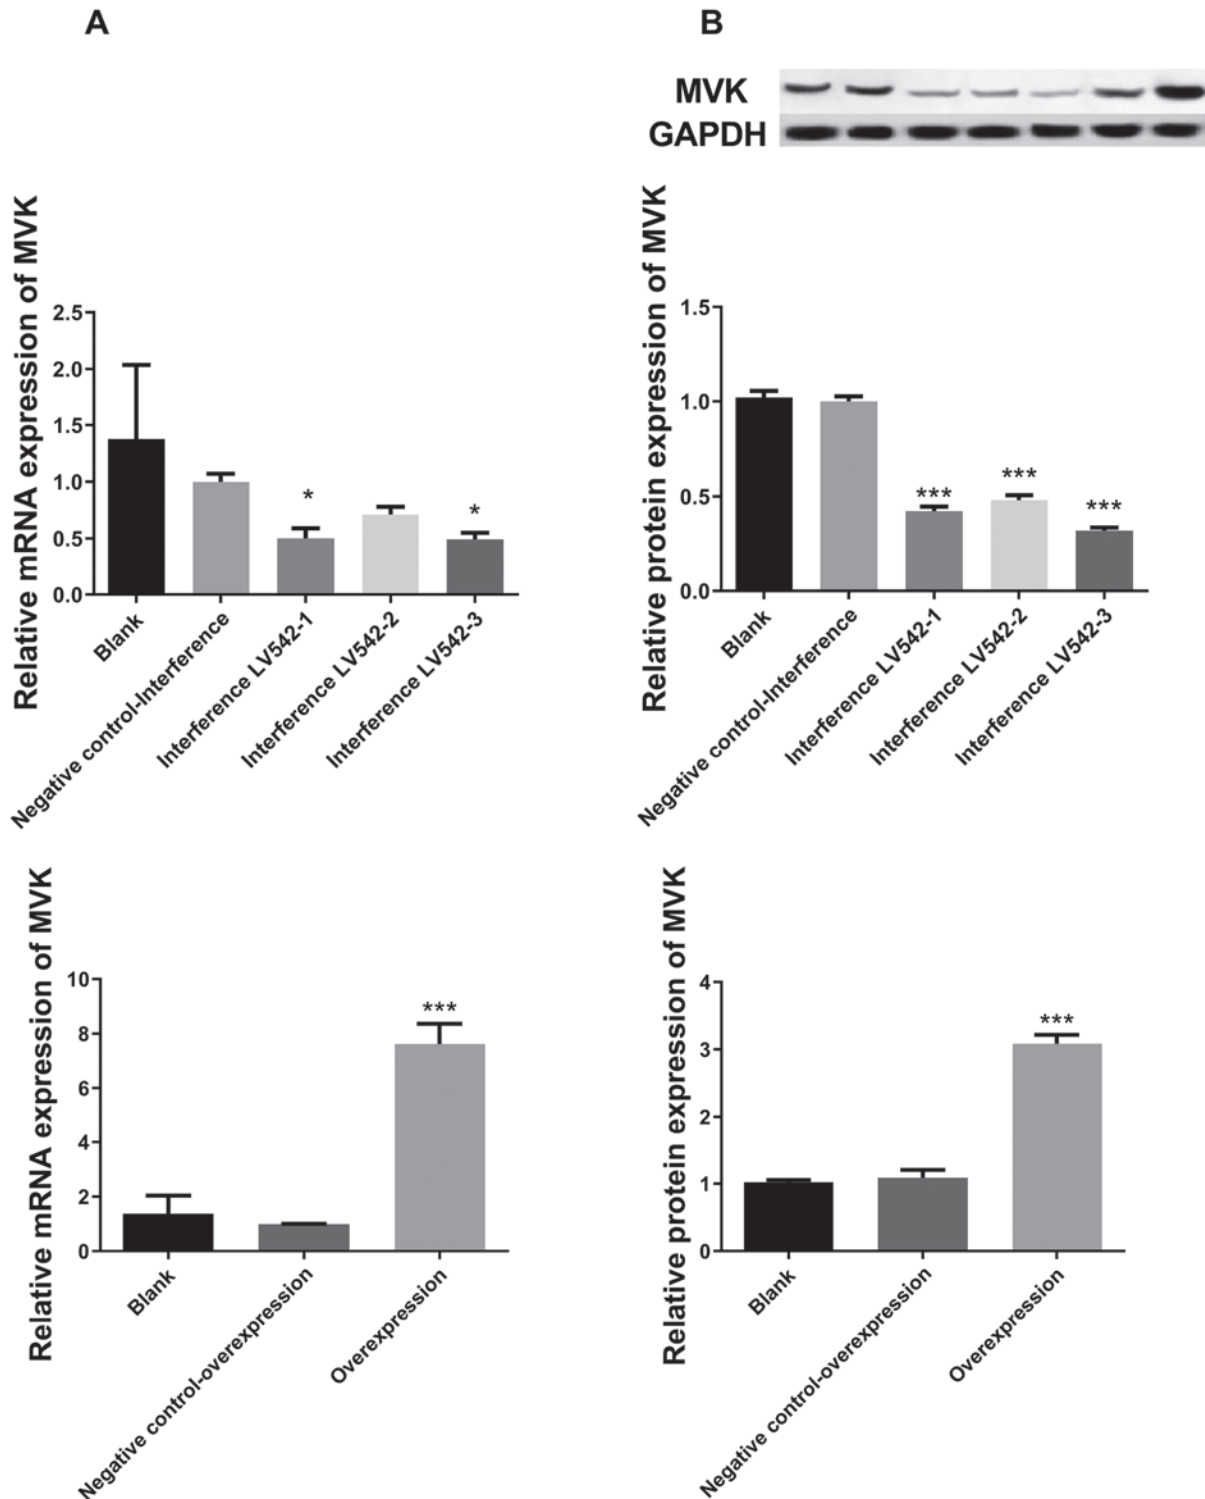 A
B
MVK
GAPDH
Relative mRNA expression of MVK
2.5
2.0
1.5
1.0
0.5
0.0
*
*
Blank
Negative control-Interference
Interference LV542-1
Interference LV542-2
Interference LV542-3
Relative protein expression of MVK
1.5
1.0
0.5
0.0
***
***
***
Blank
Negative control-Interference
Interference LV542-1
Interference LV542-2
Interference LV542-3
Relative mRNA expression of MVK
10
8
6
4
2
0
***
Blank
Negative control-overexpression
Overexpression
Relative protein expression of MVK
4
3
2
1
0
***
Blank
Negative control-overexpression
Overexpression